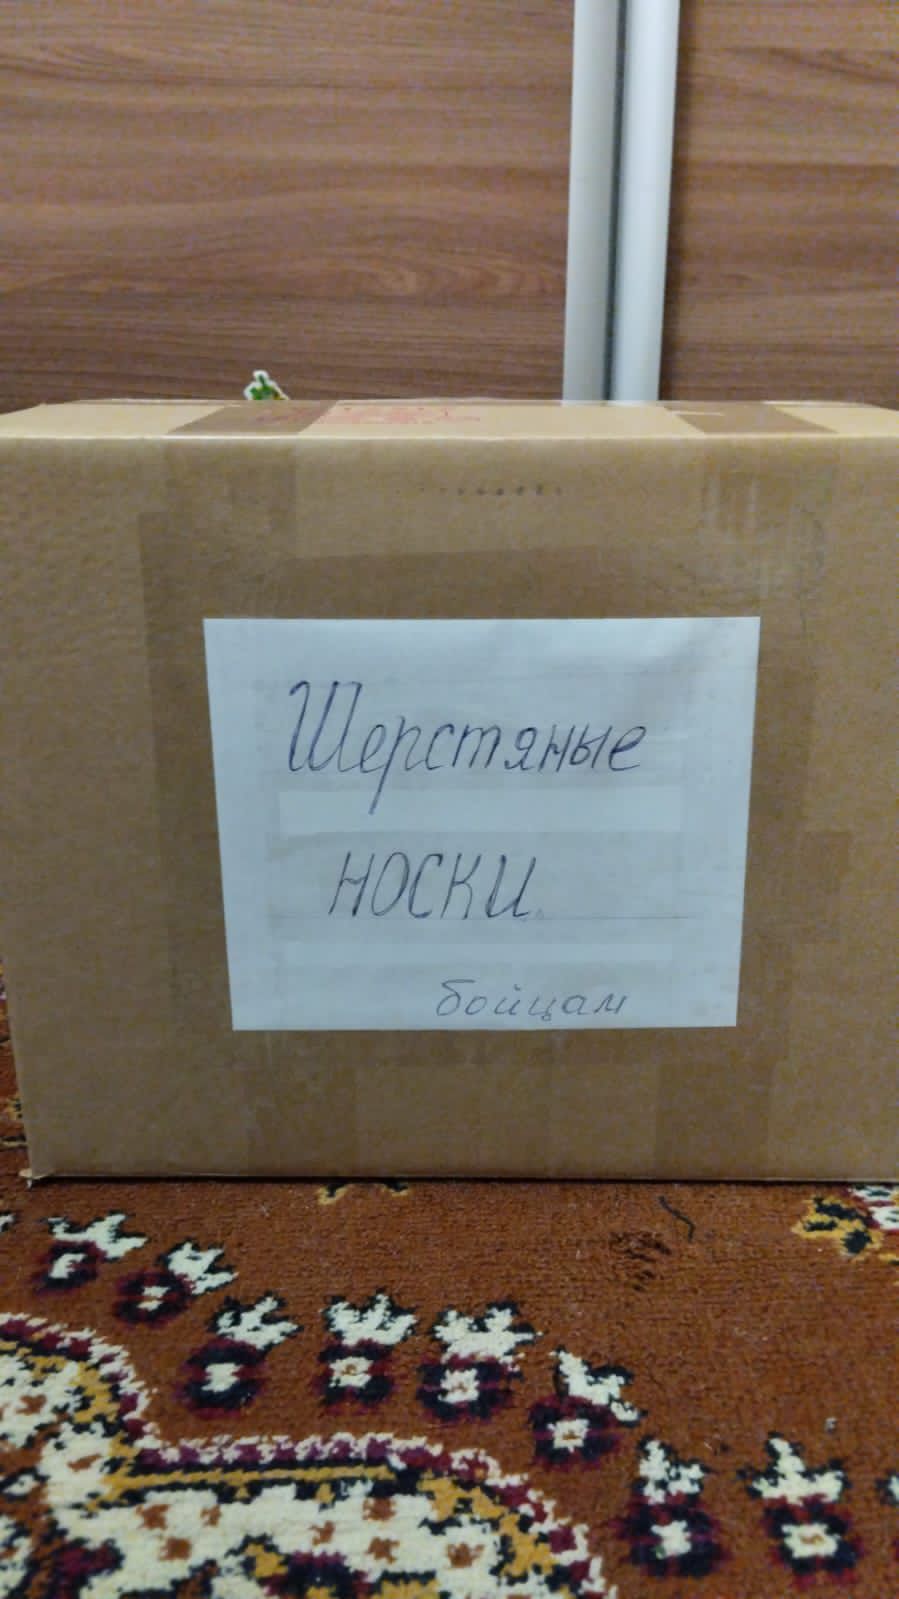 Шерстяные
носки
бойцам